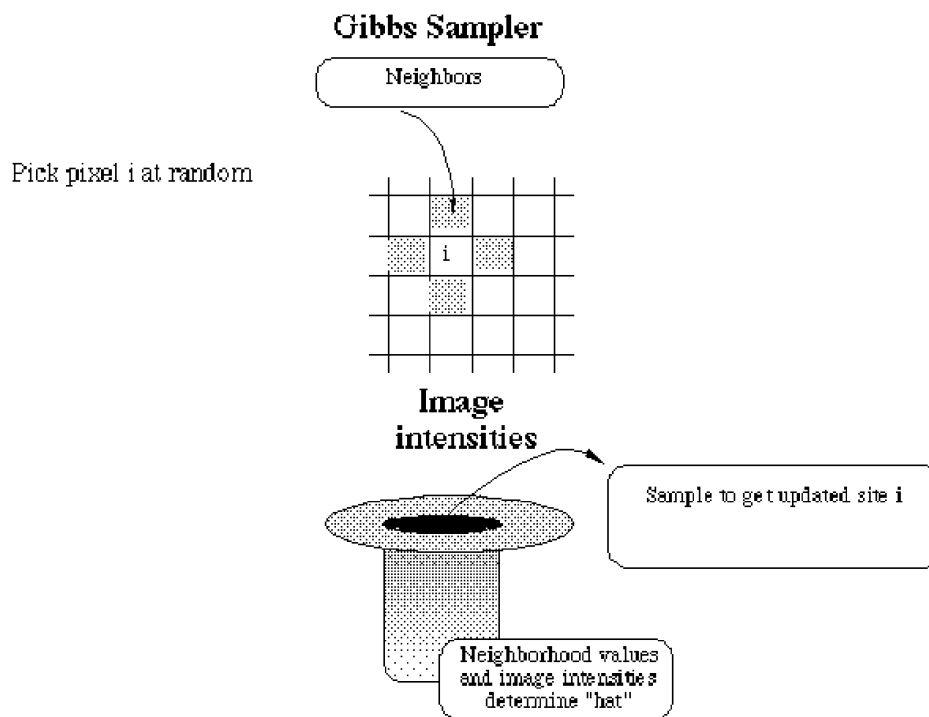 Gibbs Sampler
Neighbors
Pick pixel i at random
i
Image
intensities
Sample to get updated site i
Neighborhood values
and image intensities
determine "hat"